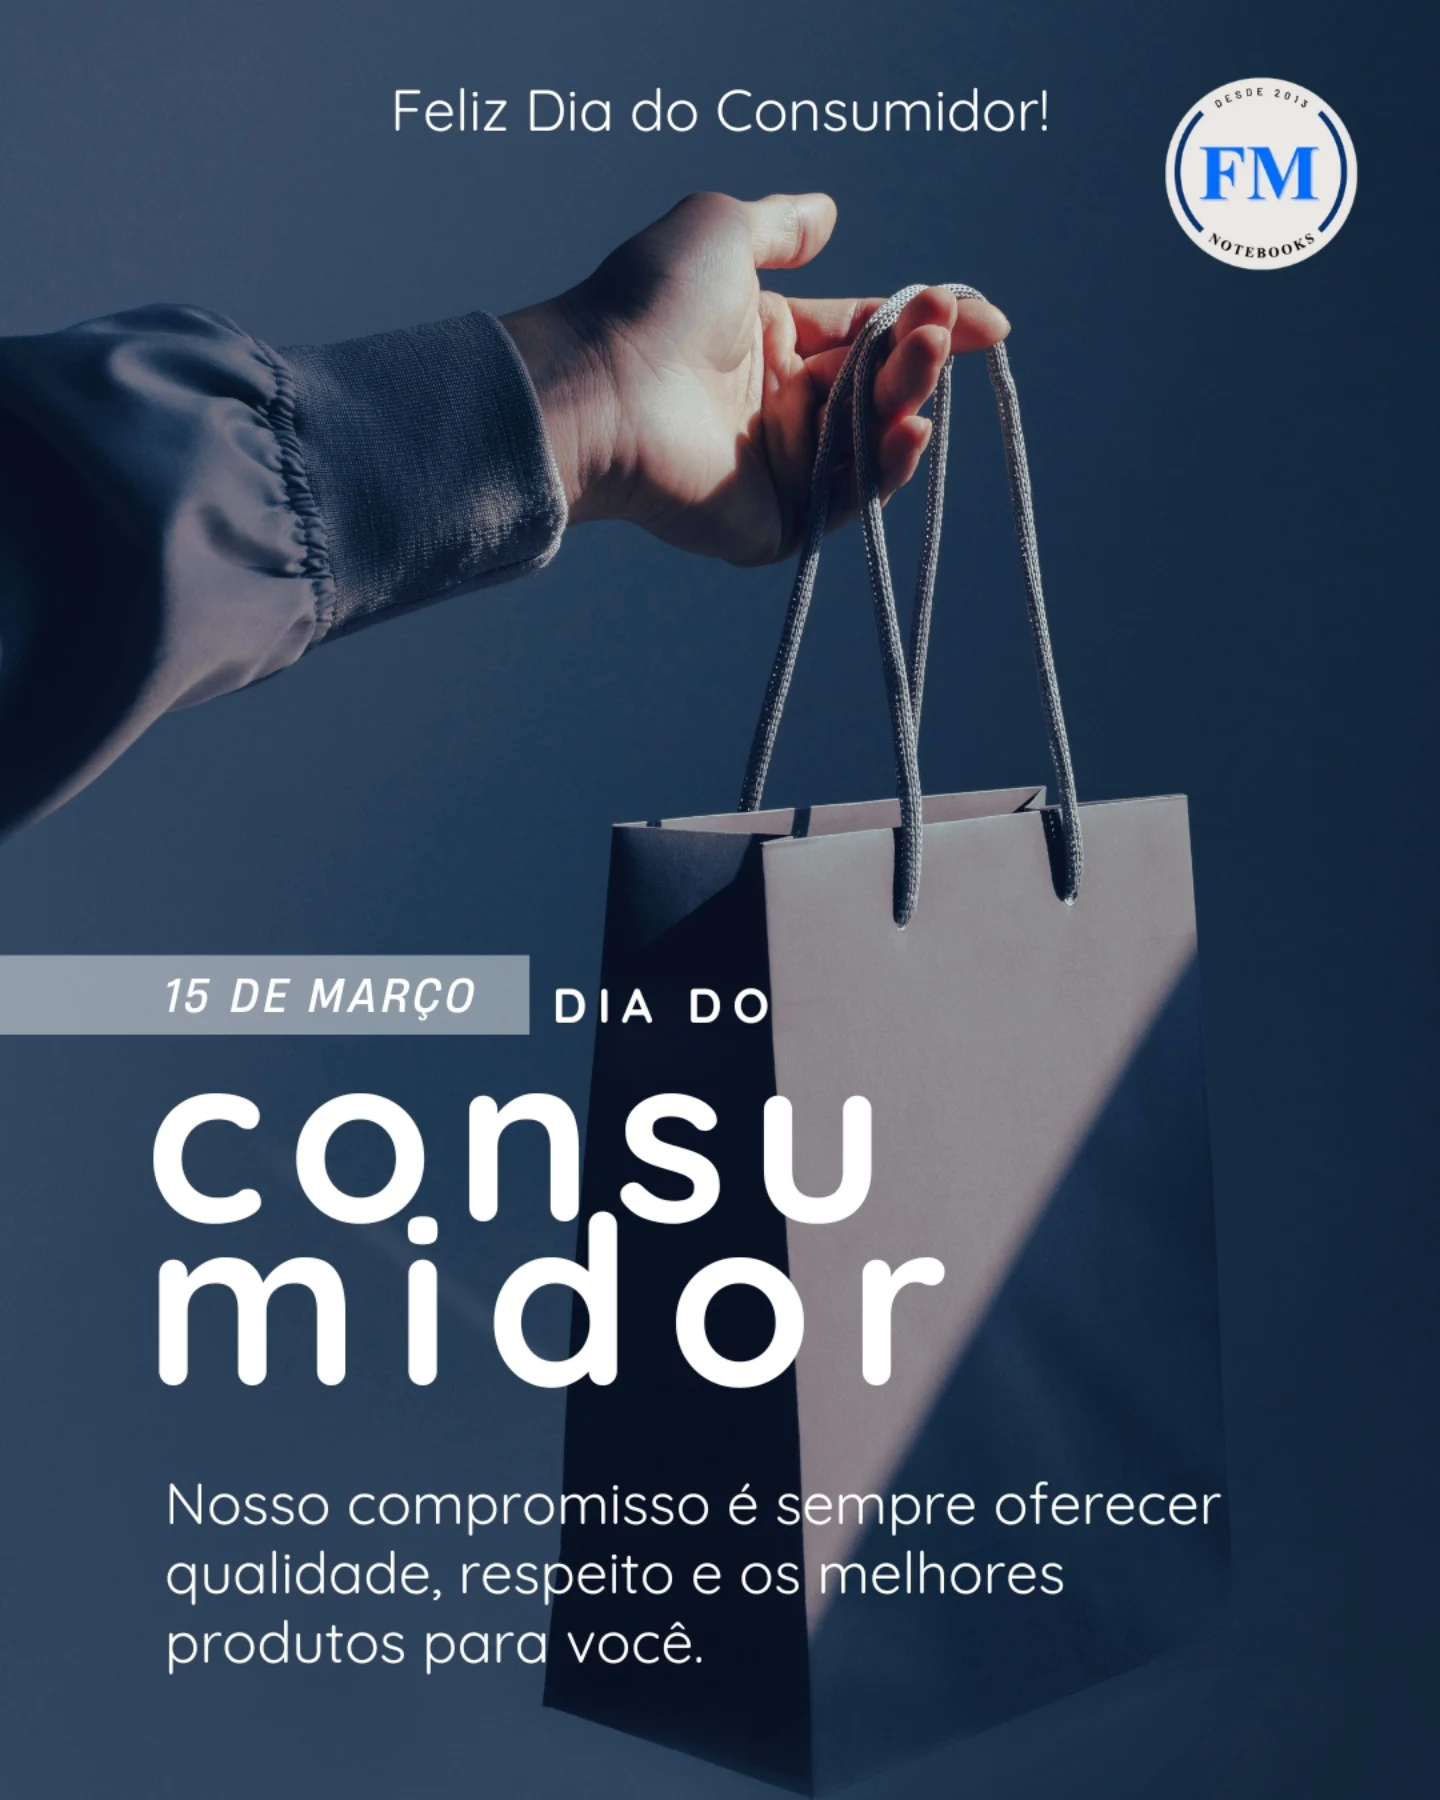 Feliz Dia do Consumidor!
DESDE 2013
FM
NOTEBOOKS
15 DE MARÇO
DIA DO
consu
midor
Nosso compromisso é sempre oferecer
qualidade, respeito e os melhores
produtos para você.